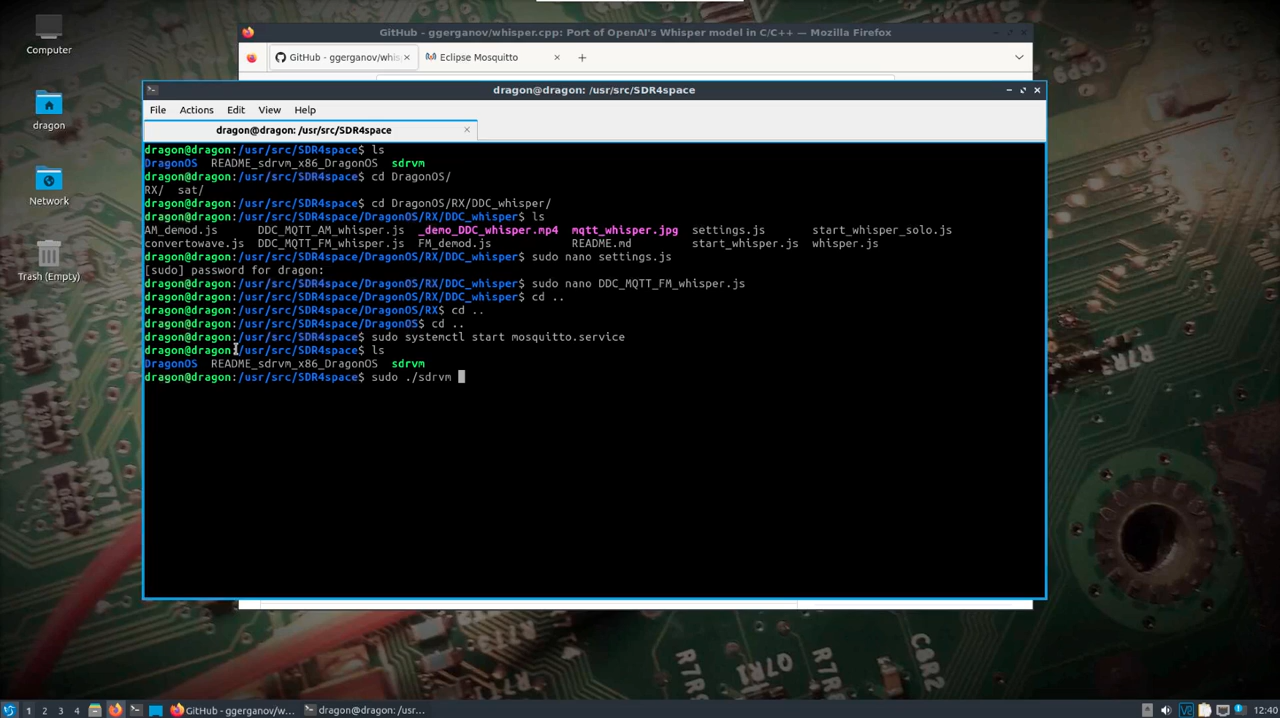 Computer
dragon
Network
Trash (Empty)
GitHub - ggerganov/whisper.cpp: Port of OpenAI's Whisper model in C/C++ — Mozilla Firefox
GitHub - ggerganov/whis
Eclipse Mosquitto
dragon@dragon: /usr/src/SDR4space
File Actions Edit View Help
dragon@dragon: /usr/src/SDR4space
dragon@dragon:/usr/src/SDR4space$ ls
DragonOS README_sdrvm_x86_DragonOS sdrvm
dragon@dragon:/usr/src/SDR4space$ cd DragonOS/
RX/ sat/
dragon@dragon:/usr/src/SDR4space$ cd DragonOS/RX/DDC_whisper/
dragon@dragon:/usr/src/SDR4space/DragonOS/RX/DDC_whisper$ ls
AM_demod.js DDC_MQTT_AM_whisper.js _demo_DDC_whisper.mp4 mqtt_whisper.jpg settings.js start_whisper_solo.js
convertowave.js DDC_MQTT_FM_whisper.js FM_demod.js README.md start_whisper.js whisper.js
dragon@dragon:/usr/src/SDR4space/DragonOS/RX/DDC_whisper$ sudo nano settings.js
[sudo] password for dragon:
dragon@dragon:/usr/src/SDR4space/DragonOS/RX/DDC_whisper$ sudo nano DDC_MQTT_FM_whisper.js
dragon@dragon:/usr/src/SDR4space/DragonOS/RX/DDC_whisper$ cd ..
dragon@dragon:/usr/src/SDR4space/DragonOS/RX$ cd ..
dragon@dragon:/usr/src/SDR4space/DragonOS$ cd ..
dragon@dragon:/usr/src/SDR4space$ sudo systemctl start mosquitto.service
dragon@dragon:/usr/src/SDR4space$ ls
DragonOS README_sdrvm_x86_DragonOS sdrvm
dragon@dragon:/usr/src/SDR4space$ sudo ./sdrvm
1 2 3 4 GitHub - ggerganov/w... dragon@dragon: /usr... 12:40